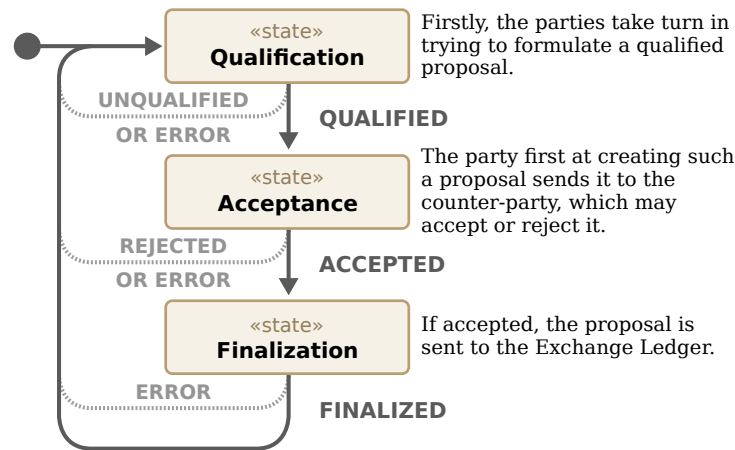 «state»
Qualification
Firstly, the parties take turn in
trying to formulate a qualified
proposal.
UNQUALIFIED
OR ERROR
QUALIFIED
«state»
Acceptance
The party first at creating such
a proposal sends it to the
counter-party, which may
accept or reject it.
REJECTED
OR ERROR
ACCEPTED
«state»
Finalization
If accepted, the proposal is
sent to the Exchange Ledger.
ERROR
FINALIZED